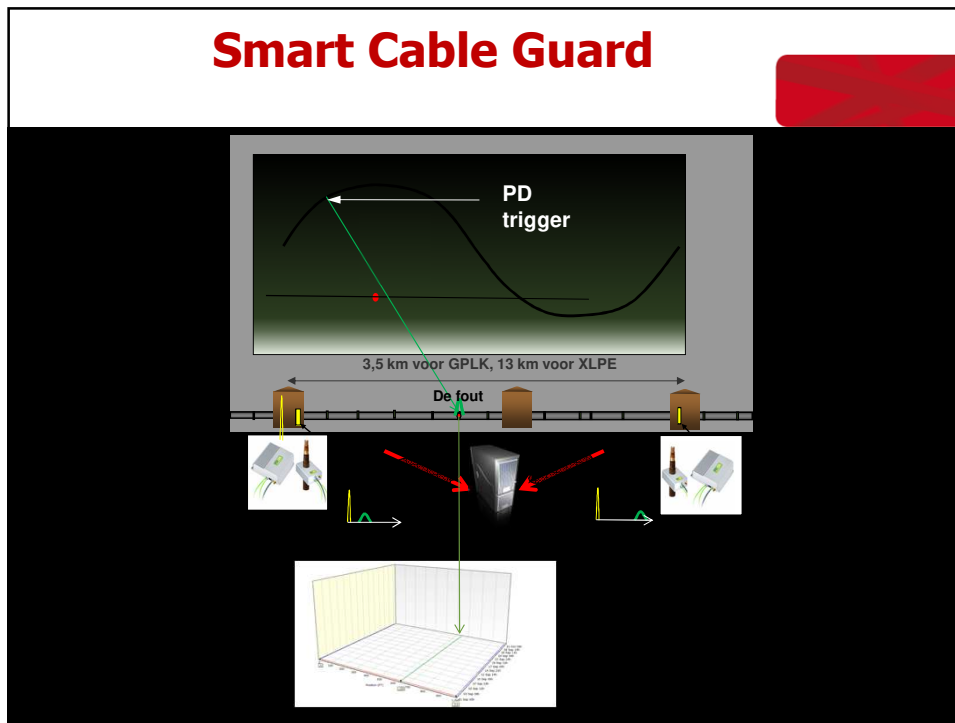 Smart Cable Guard
PD
trigger
3,5 km voor GPLK, 13 km voor XLPE
De fout